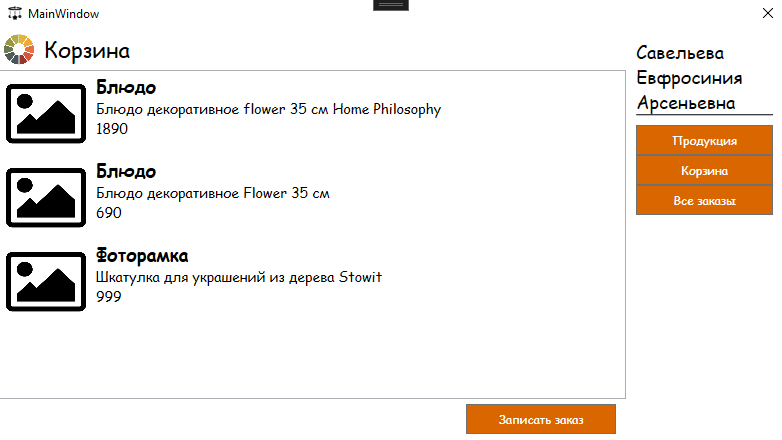 MainWindow
Корзина
Блюдо
Блюдо декоративное flower 35 см Home Philosophy
1890
Блюдо
Блюдо декоративное Flower 35 см
690
Фоторамка
Шкатулка для украшений из дерева Stowit
999
Записать заказ
Савельева
Евфросиния
Арсеньевна
Продукция
Корзина
Все заказы